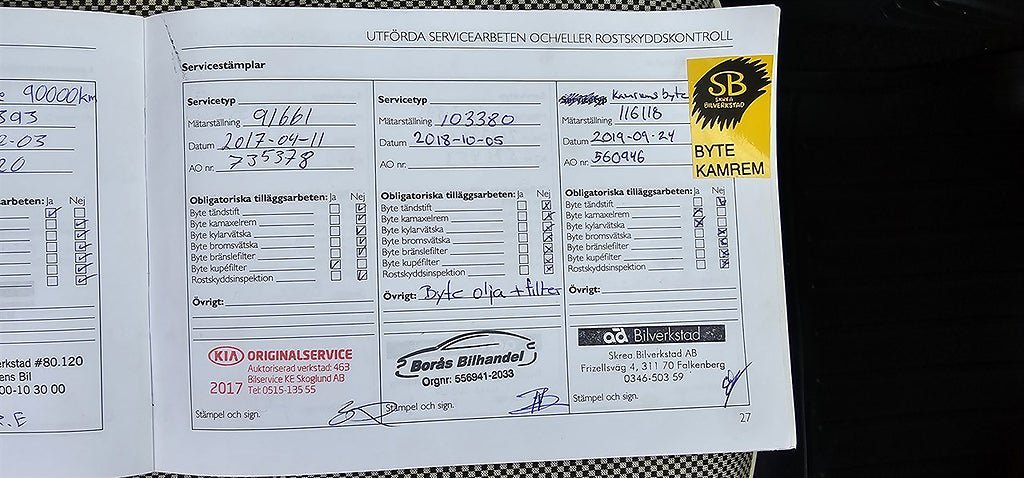 90000km
393
-03
20
arbeten: Ja Nej
rkstad #80.120
ens Bil
00-10 30 00
R.E
UTFÖRDA SERVICEARBETEN OCH/ELLER ROSTSKYDDSKONTROLL
Servicestämplar
Servicetyp
Mätarställning 91661
Datum 2017-04-11
AO nr. 735378
Obligatoriska tilläggsarbeten: Ja Nej
Byte tändstift
Byte kamaxelrem
Byte kylarvätska
Byte bromsvätska
Byte bränslefilter
Byte kupéfilter
Rostskyddsinspektion
Övrigt:
KIA ORIGINALSERVICE
Auktoriserad verkstad: 463
Bilservice KE Skoglund AB
2017 Tel: 0515-135 55
Stämpel och sign.
Servicetyp
Mätarställning 103380
Datum 2018-10-05
AO nr.
Obligatoriska tilläggsarbeten: Ja Nej
Byte tändstift
Byte kamaxelrem
Byte kylarvätska
Byte bromsvätska
Byte bränslefilter
Byte kupéfilter
Rostskyddsinspektion
Övrigt: Byte olja + filter
Borås Bilhandel
Orgnr: 556941-2033
Stämpel och sign.
Kamremsbyte
Mätarställning 116118
Datum 2019-09-24
AO nr. 560946
Obligatoriska tilläggsarbeten: Ja Nej
Byte tändstift
Byte kamaxelrem
Byte kylarvätska
Byte bromsvätska
Byte bränslefilter
Byte kupéfilter
Rostskyddsinspektion
Övrigt:
ad Bilverkstad
Skrea Bilverkstad AB
Frizellsväg 4, 311 70 Falkenberg
0346-503 59
Stämpel och sign.
SB
SKREA
BILVERKSTAD
BYTE
KAMREM
27